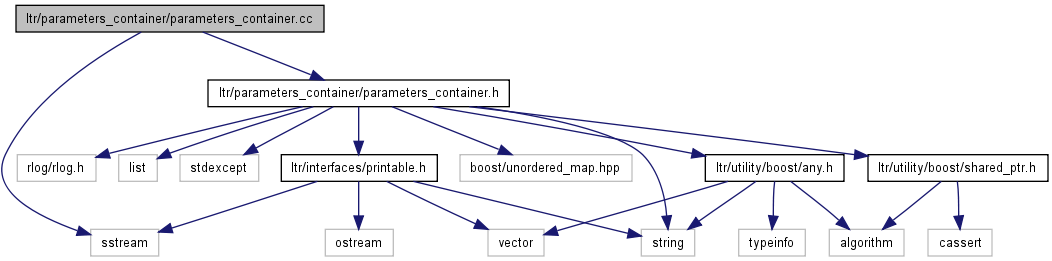 ltr/parameters_container/parameters_container.cc
ltr/parameters_container/parameters_container.h
rlog/rlog.h
list
stdexcept
ltr/interfaces/printable.h
boost/unordered_map.hpp
ltr/utility/boost/any.h
ltr/utility/boost/shared_ptr.h
sstream
ostream
vector
string
typeinfo
algorithm
cassert